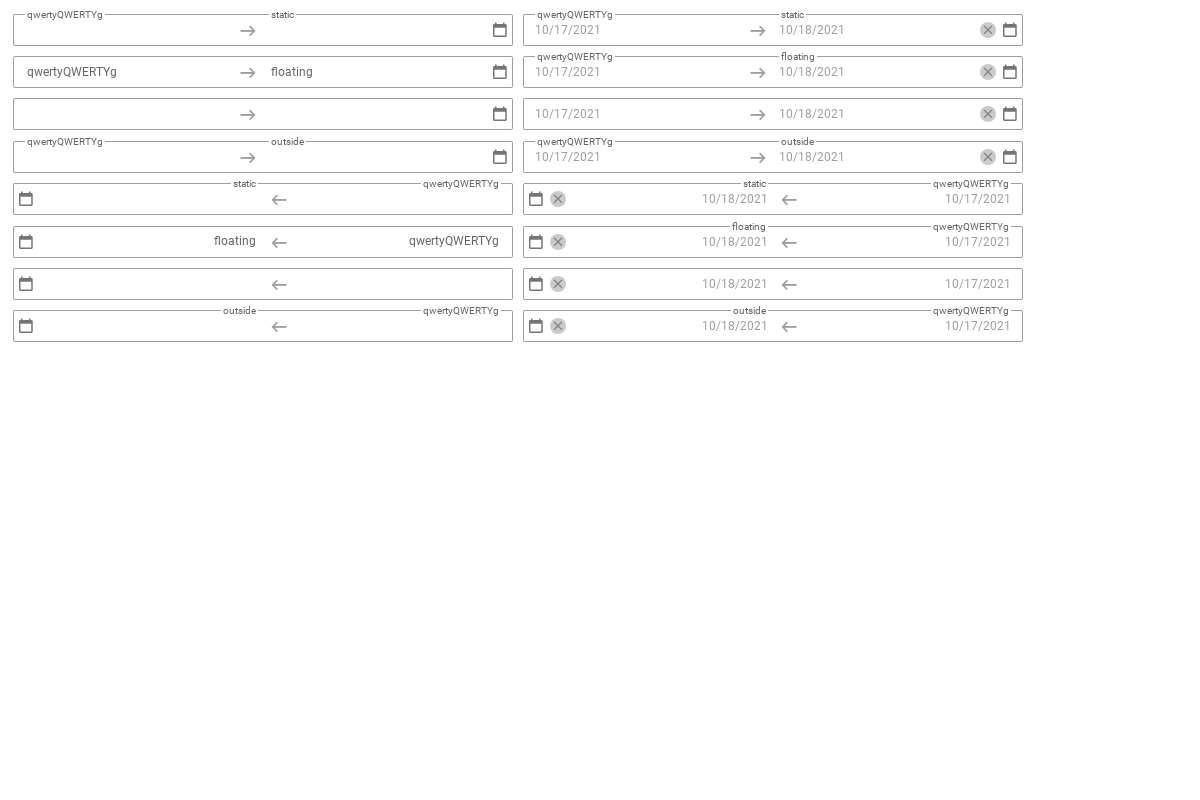 qwertyQWERTYg static qwertyQWERTYg static
10/17/2021 10/18/2021
qwertyQWERTYg floating
qwertyQWERTYg floating 10/17/2021 10/18/2021
10/17/2021 10/18/2021
qwertyQWERTYg outside qwertyQWERTYg outside
10/17/2021 10/18/2021
static qwertyQWERTYg static qwertyQWERTYg
10/18/2021 10/17/2021
floating qwertyQWERTYg
floating qwertyQWERTYg 10/18/2021 10/17/2021
10/18/2021 10/17/2021
outside qwertyQWERTYg outside qwertyQWERTYg
10/18/2021 10/17/2021